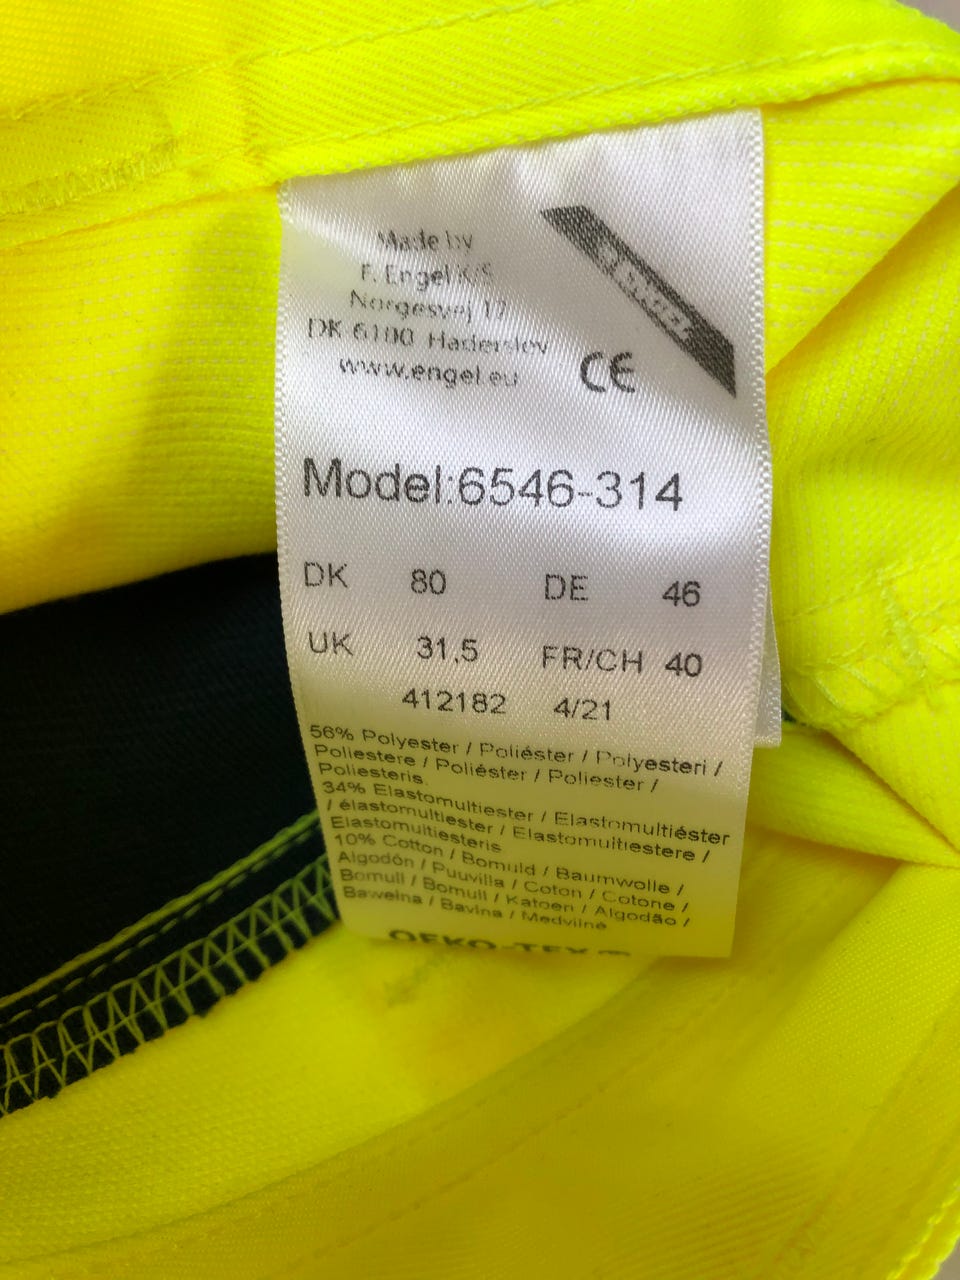 Made by
F. Engel K/S
Norgesvej 12
DK 6100 Haderslev
www.engel.eu
CE
Model:6546-314
DK 80 DE 46
UK 31,5 FR/CH 40
412182 4/21
56% Polyester / Poliéster / Polyesteri /
Poliestere / Poliéster / Poliester /
Poliesteris.
34% Elastomultiester / Elastomultiéster
/ élastomultiester / Elastomultiestere /
Elastomultiesteris
10% Cotton / Bomuld / Baumwolle /
Algodón / Puuvilla / Coton / Cotone /
Bomull / Bomull / Katoen / Algodão /
Bawełna / Bavlna / Medvilnė
OEKO-TEX®